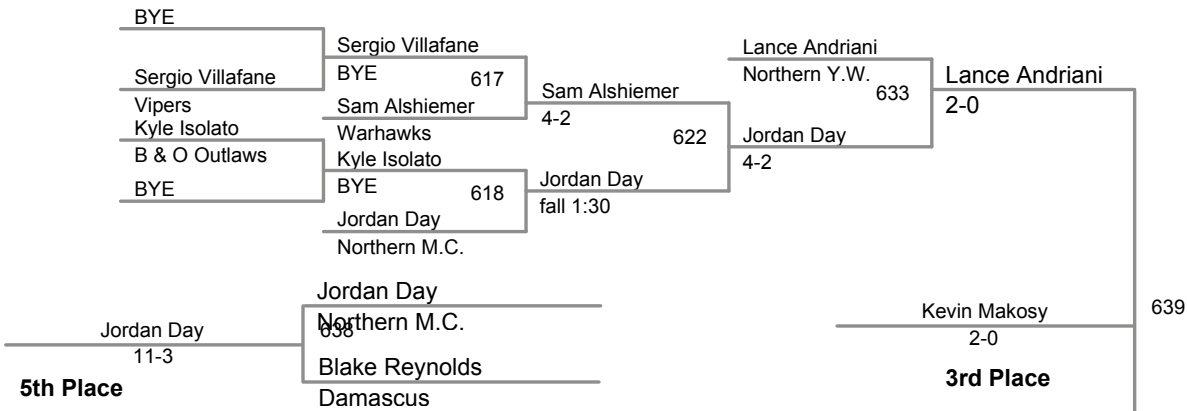 BYE
Sergio Villafane
Vipers
Kyle Isolato
B & O Outlaws
BYE
Sergio Villafane
BYE
617
Sam Alshiemer
Warhawks
Kyle Isolato
BYE
618
Jordan Day
Northern M.C.
Sam Alshiemer
4-2
622
Jordan Day
fall 1:30
Lance Andriani
Northern Y.W.
633
Jordan Day
4-2
Lance Andriani
2-0
639
Kevin Makosy
2-0
3rd Place
Jordan Day
Northern M.C.
638
Blake Reynolds
Damascus
Jordan Day
11-3
5th Place